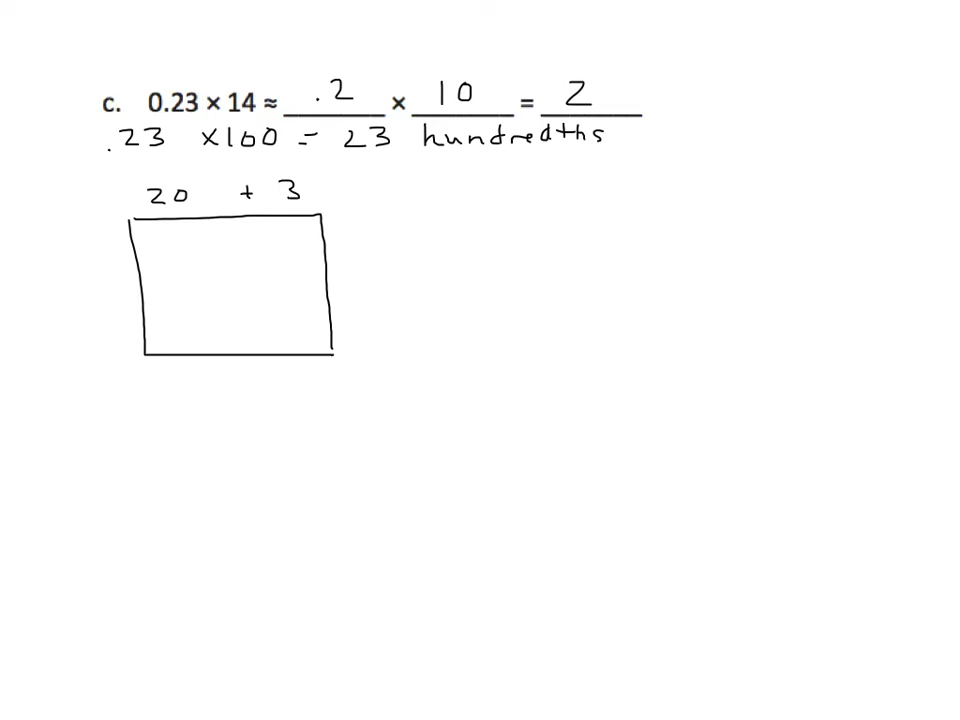 c. 0.23 × 14 ≈ .2 × 10 = 2
.23 ×100 = 23 hundredths
20 + 3